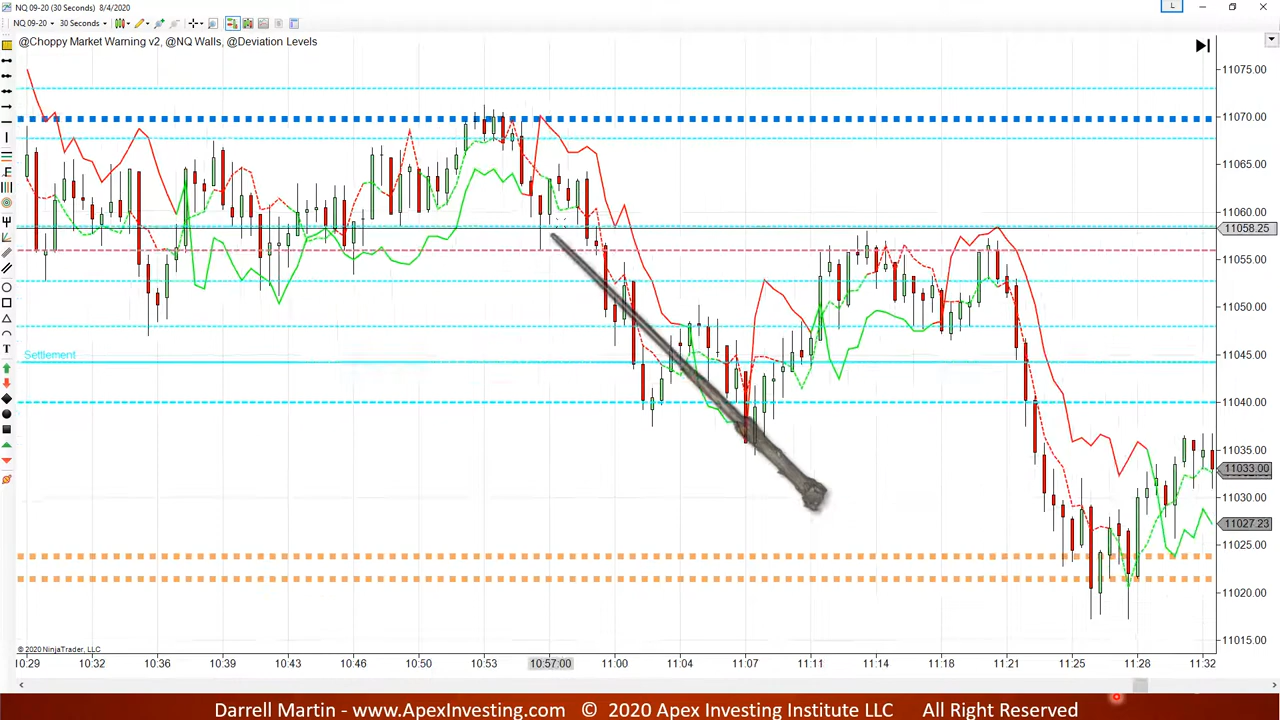 NQ 09-20 (30 Seconds)  8/4/2020
L
NQ 09-20
30 Seconds
@Choppy Market Warning v2, @NQ Walls, @Deviation Levels
11075.00
11070.00
11065.00
11060.00
11058.25
11055.00
11050.00
Settlement
11045.00
11040.00
11035.00
11033.00
11030.00
11027.23
11025.00
11020.00
11015.00
© 2020 NinjaTrader, LLC
10:29 10:32 10:36 10:39 10:43 10:46 10:50 10:53 10:57:00 11:00 11:04 11:07 11:11 11:14 11:18 11:21 11:25 11:28 11:32
Darrell Martin - www.ApexInvesting.com © 2020 Apex Investing Institute LLC All Right Reserved